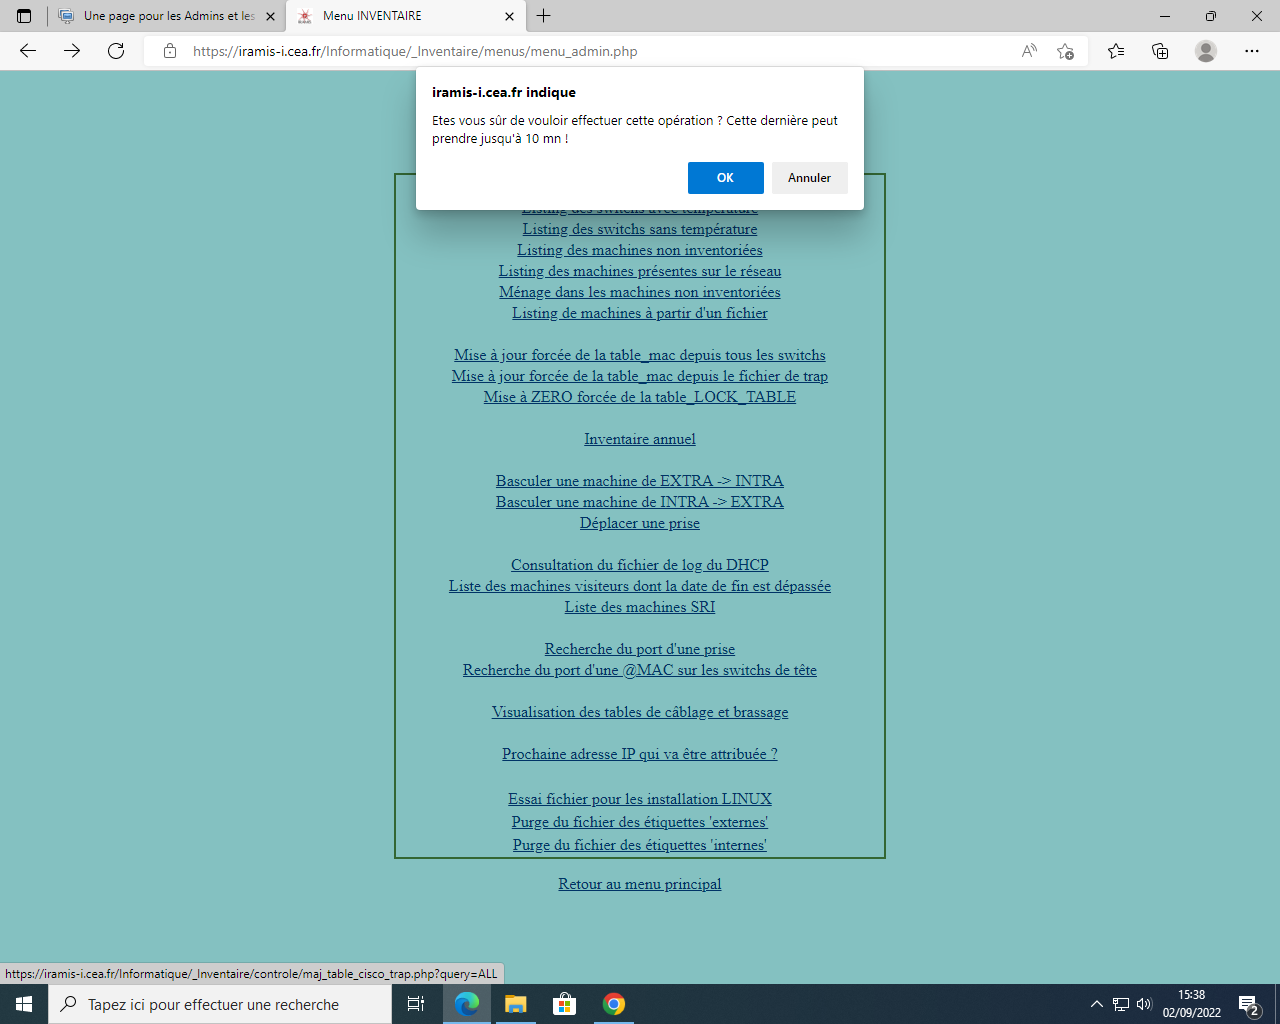 Une page pour les Admins et les
Menu INVENTAIRE
https://iramis-i.cea.fr/Informatique/_Inventaire/menus/menu_admin.php
iramis-i.cea.fr indique
Etes vous sûr de vouloir effectuer cette opération ? Cette dernière peut
prendre jusqu'à 10 mn !
OK
Annuler
Listing des switchs avec température
Listing des switchs sans température
Listing des machines non inventoriées
Listing des machines présentes sur le réseau
Ménage dans les machines non inventoriées
Listing de machines à partir d'un fichier
Mise à jour forcée de la table_mac depuis tous les switchs
Mise à jour forcée de la table_mac depuis le fichier de trap
Mise à ZERO forcée de la table_LOCK_TABLE
Inventaire annuel
Basculer une machine de EXTRA -> INTRA
Basculer une machine de INTRA -> EXTRA
Déplacer une prise
Consultation du fichier de log du DHCP
Liste des machines visiteurs dont la date de fin est dépassée
Liste des machines SRI
Recherche du port d'une prise
Recherche du port d'une @MAC sur les switchs de tête
Visualisation des tables de câblage et brassage
Prochaine adresse IP qui va être attribuée ?
Essai fichier pour les installation LINUX
Purge du fichier des étiquettes 'externes'
Purge du fichier des étiquettes 'internes'
Retour au menu principal
https://iramis-i.cea.fr/Informatique/_Inventaire/controle/maj_table_cisco_trap.php?query=ALL
Tapez ici pour effectuer une recherche
15:38
02/09/2022
2